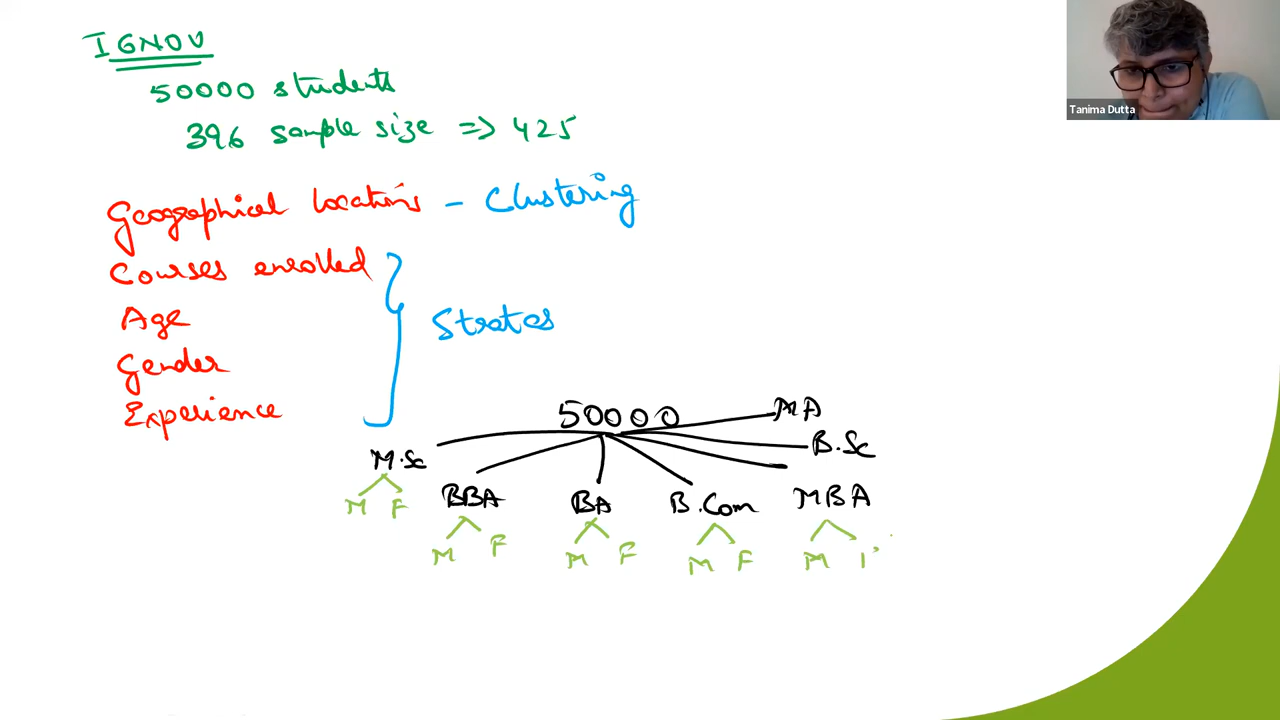 IGNOU
Tanima Dutta
50000 students
396 sample size => 425
Geographical locations - Clustering
Courses enrolled
Age
Stratas
Gender
Experience
50000
MA
B.Sc
M.Sc
BBA
BA
B.Com
MBA
M F
M F
M F
M F
M